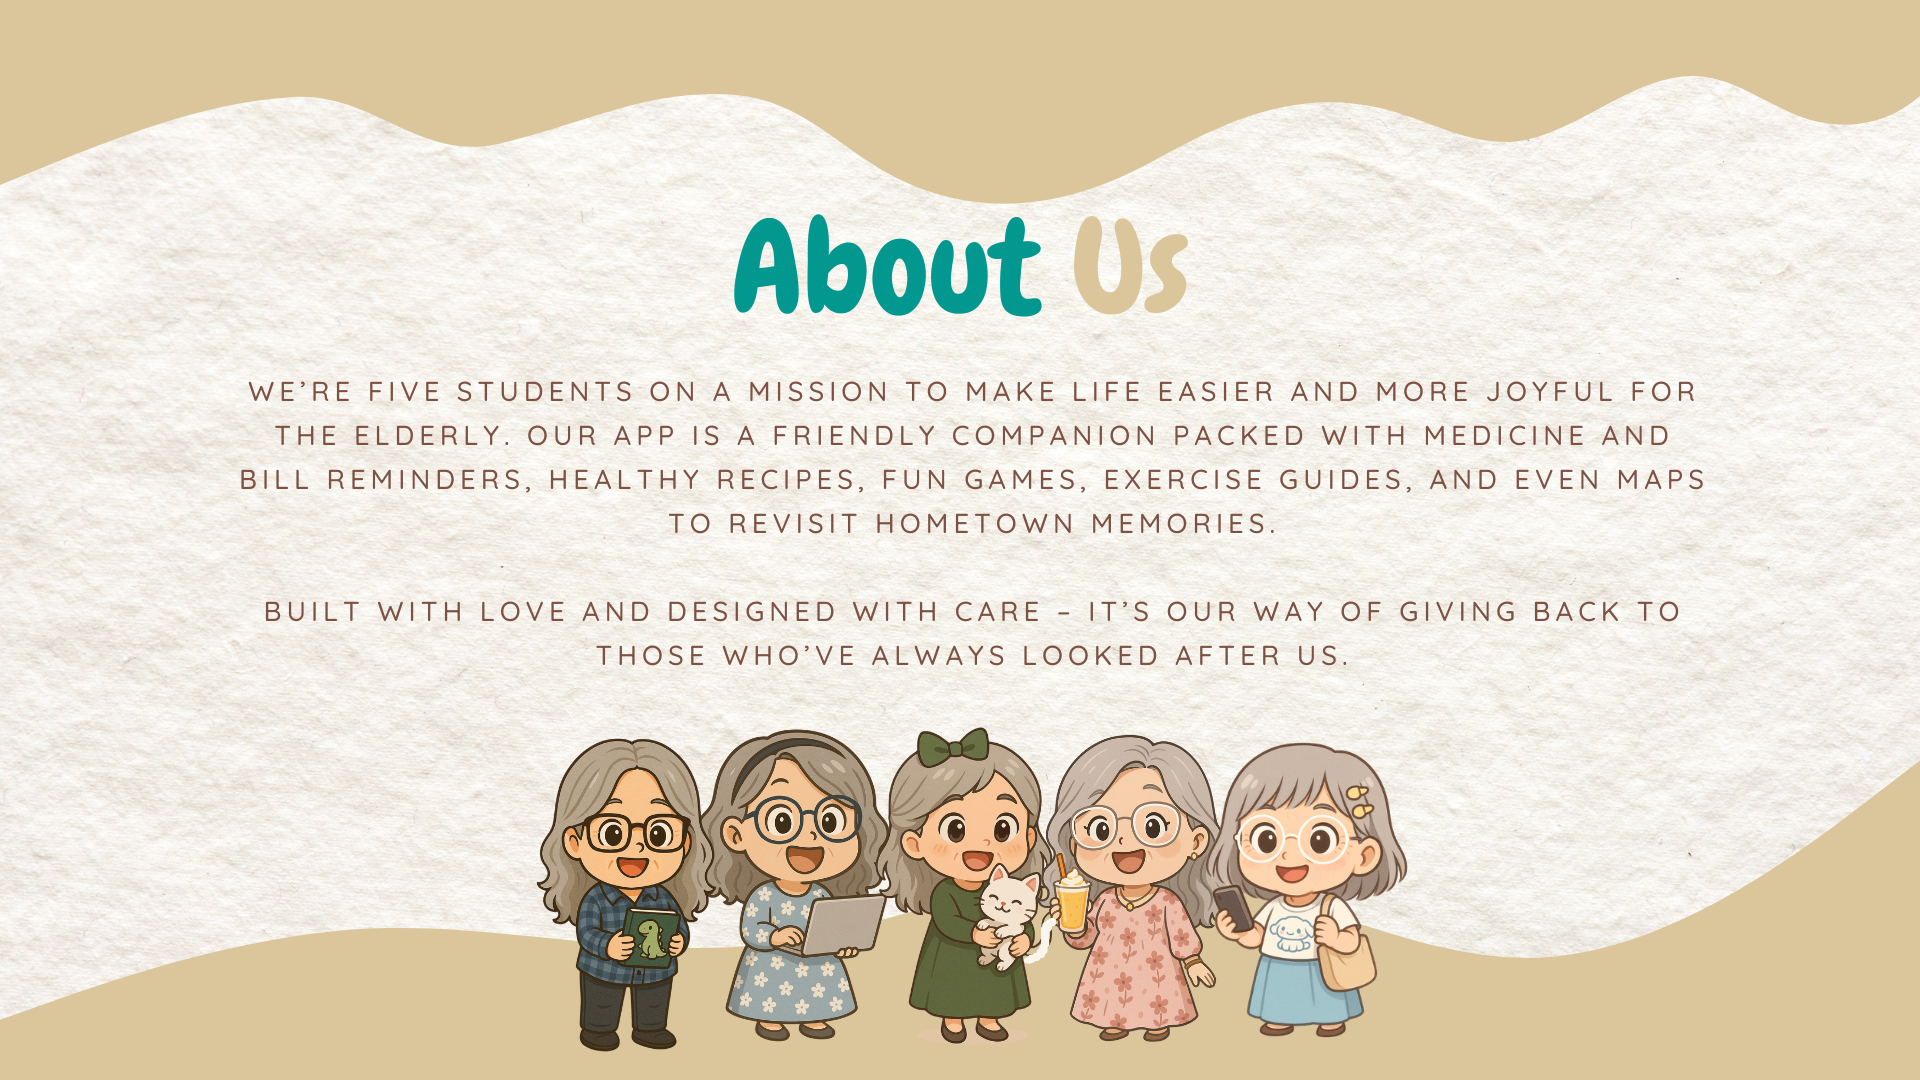 About Us
WE’RE FIVE STUDENTS ON A MISSION TO MAKE LIFE EASIER AND MORE JOYFUL FOR
THE ELDERLY. OUR APP IS A FRIENDLY COMPANION PACKED WITH MEDICINE AND
BILL REMINDERS, HEALTHY RECIPES, FUN GAMES, EXERCISE GUIDES, AND EVEN MAPS
TO REVISIT HOMETOWN MEMORIES.
BUILT WITH LOVE AND DESIGNED WITH CARE – IT’S OUR WAY OF GIVING BACK TO
THOSE WHO’VE ALWAYS LOOKED AFTER US.